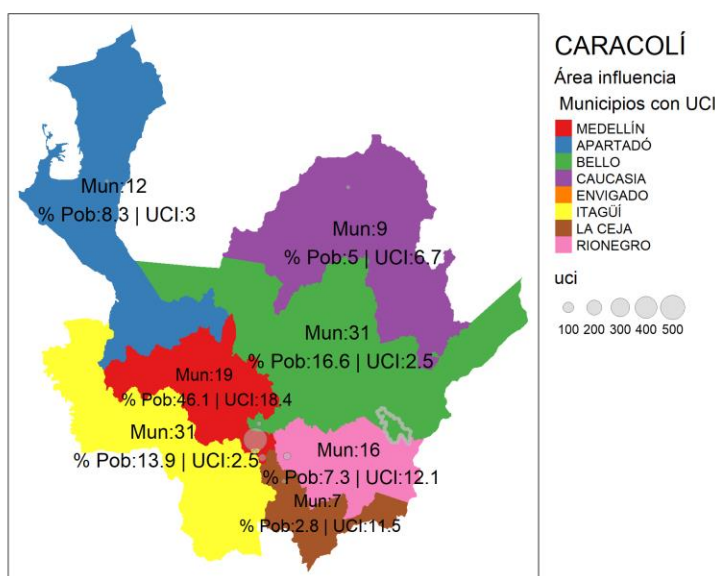 CARACOLÍ
Área influencia
Municipios con UCI
MEDELLÍN
APARTADÓ
BELLO
CAUCASIA
ENVIGADO
ITAGÜÍ
LA CEJA
RIONEGRO
uci
100 200 300 400 500
Mun:12
% Pob:8.3 | UCI:3
Mun:9
% Pob:5 | UCI:6.7
Mun:31
% Pob:16.6 | UCI:2.5
Mun:19
% Pob:46.1 | UCI:18.4
Mun:31
% Pob:13.9 | UCI:2.5
Mun:16
% Pob:7.3 | UCI:12.1
Mun:7
% Pob:2.8 | UCI:11.5